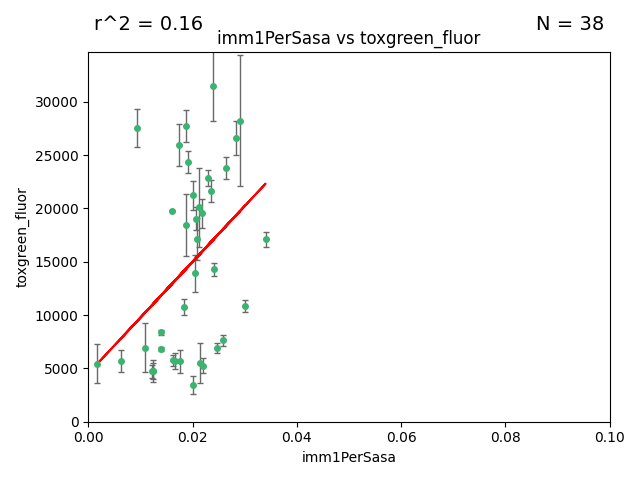 r^2 = 0.16
N = 38
imm1PerSasa vs toxgreen_fluor
toxgreen_fluor
30000
25000
20000
15000
10000
5000
0
0.00 0.02 0.04 0.06 0.08 0.10
imm1PerSasa